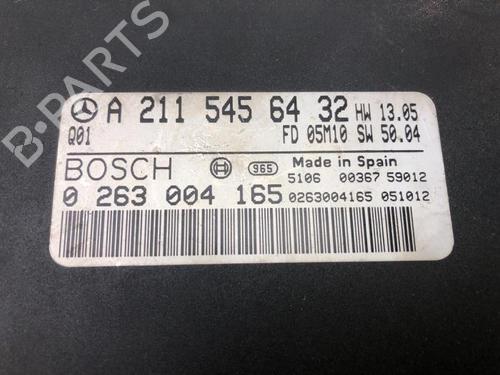 A 211 545 64 32 HW 13.05
Q01 FD 05M10 SW 50.04
BOSCH 965 Made in Spain
5106 00367 59012
0 263 004 165 0263004165 051012
B-PARTS